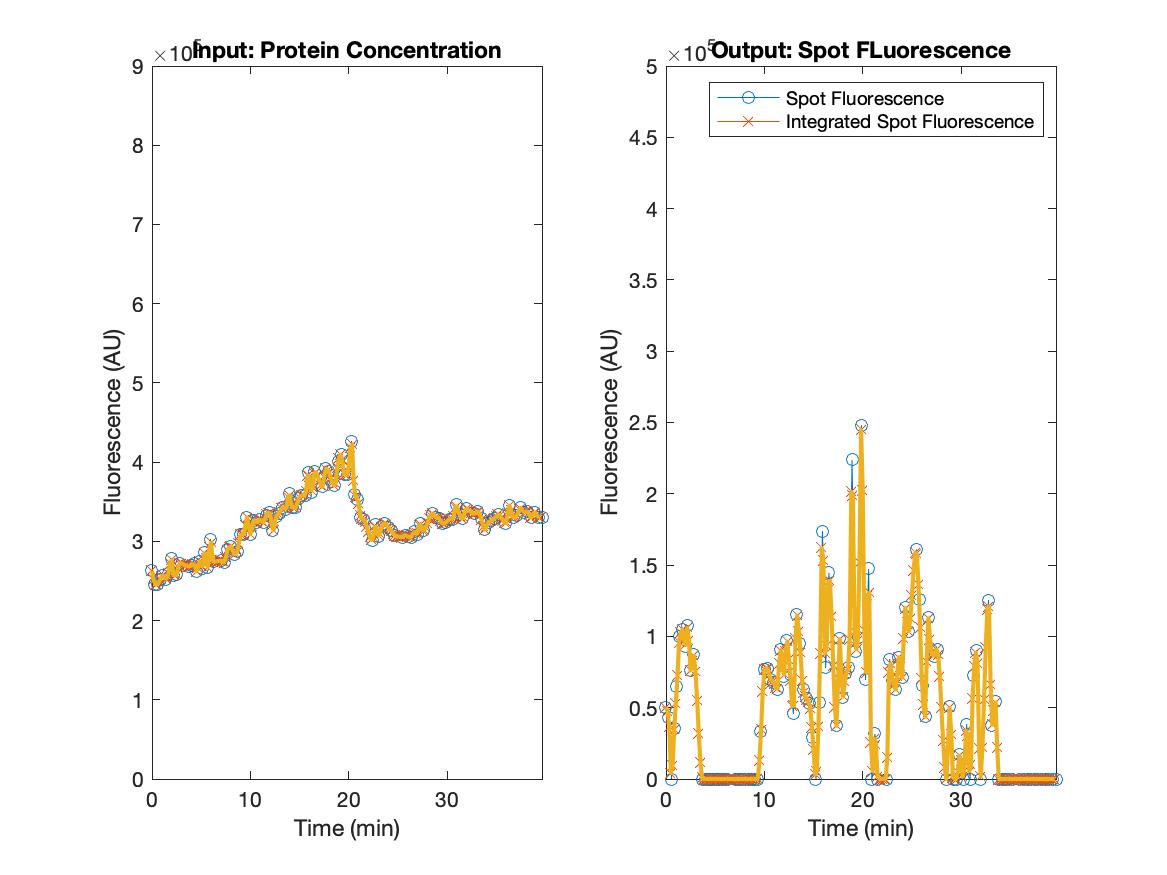 ×10⁵ Input: Protein Concentration
9
8
7
6
5
4
3
2
1
0
0 10 20 30
Time (min)
Fluorescence (AU)
×10⁵ Output: Spot FLuorescence
Spot Fluorescence
Integrated Spot Fluorescence
5
4.5
4
3.5
3
2.5
2
1.5
1
0.5
0
0 10 20 30
Time (min)
Fluorescence (AU)